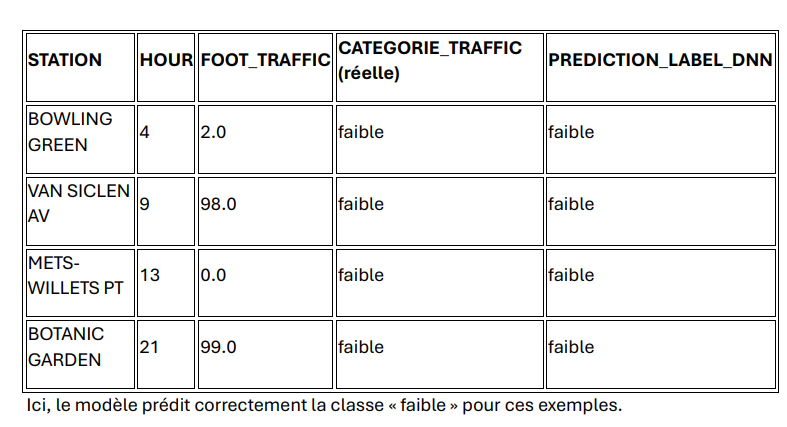 STATION HOUR FOOT_TRAFFIC CATEGORIE_TRAFFIC (réelle) PREDICTION_LABEL_DNN
BOWLING GREEN 4 2.0 faible faible
VAN SICLEN AV 9 98.0 faible faible
METS-WILLETS PT 13 0.0 faible faible
BOTANIC GARDEN 21 99.0 faible faible
Ici, le modèle prédit correctement la classe « faible » pour ces exemples.